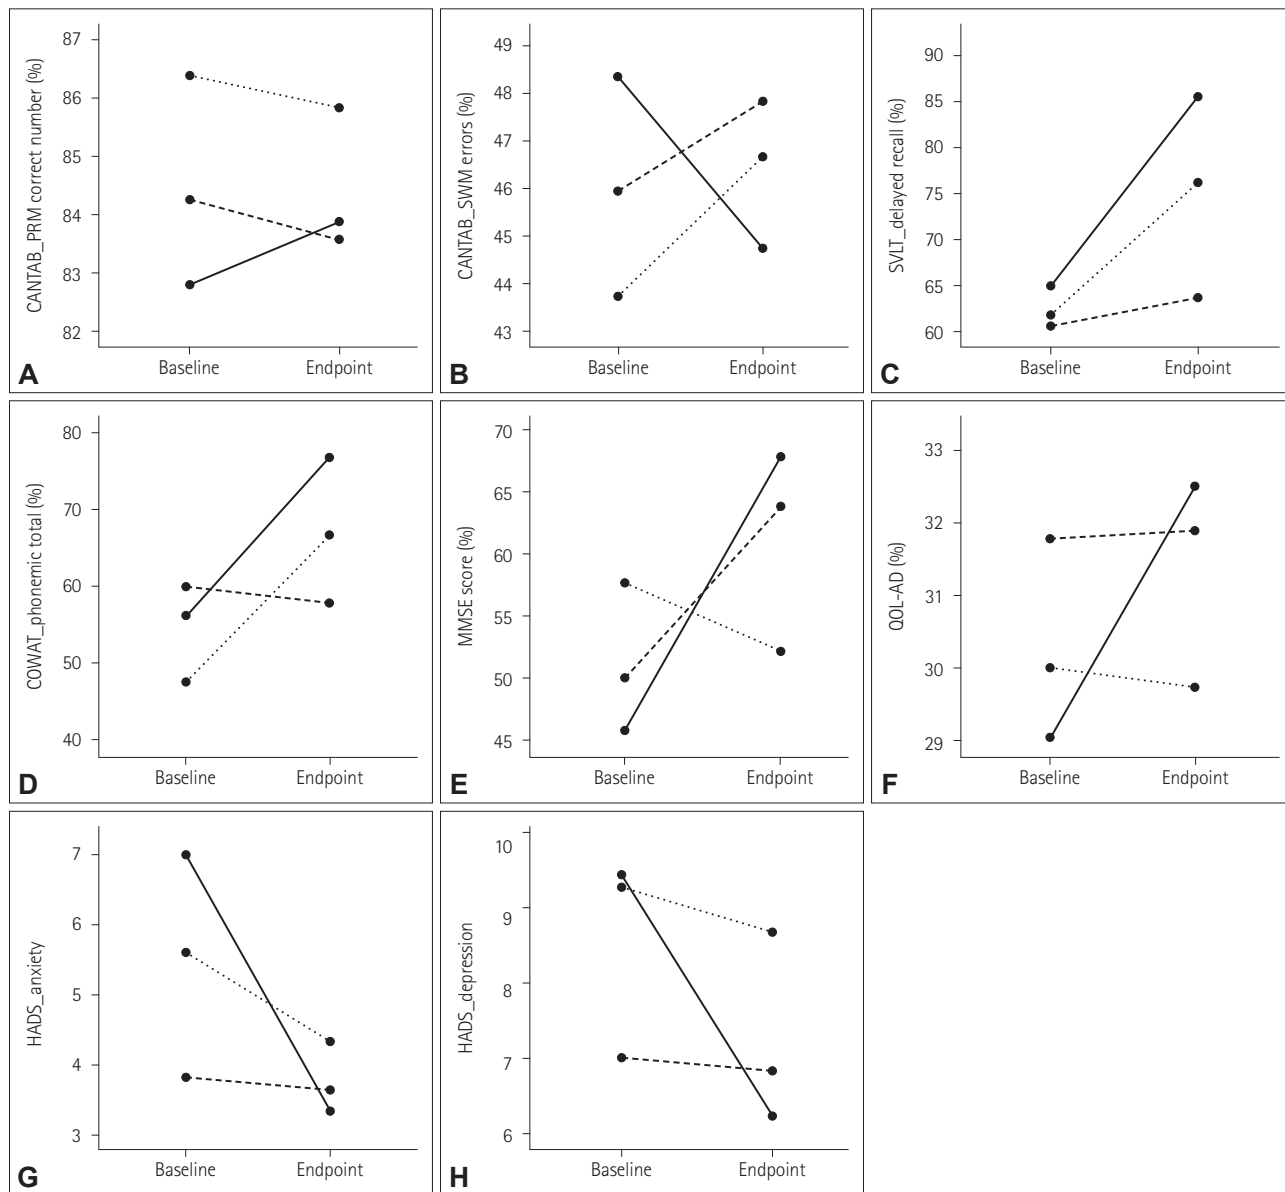 CANTAB_PRM correct number (%)
87
86
85
84
83
82
Baseline Endpoint
A
CANTAB_SWM errors (%)
49
48
47
46
45
44
43
Baseline Endpoint
B
SVLT_delayed recall (%)
90
85
80
75
70
65
60
Baseline Endpoint
C
COWAT_phonemic total (%)
80
70
60
50
40
Baseline Endpoint
D
MMSE score (%)
70
65
60
55
50
45
Baseline Endpoint
E
QOL-AD (%)
33
32
31
30
29
Baseline Endpoint
F
HADS_anxiety
7
6
5
4
3
Baseline Endpoint
G
HADS_depression
10
9
8
7
6
Baseline Endpoint
H